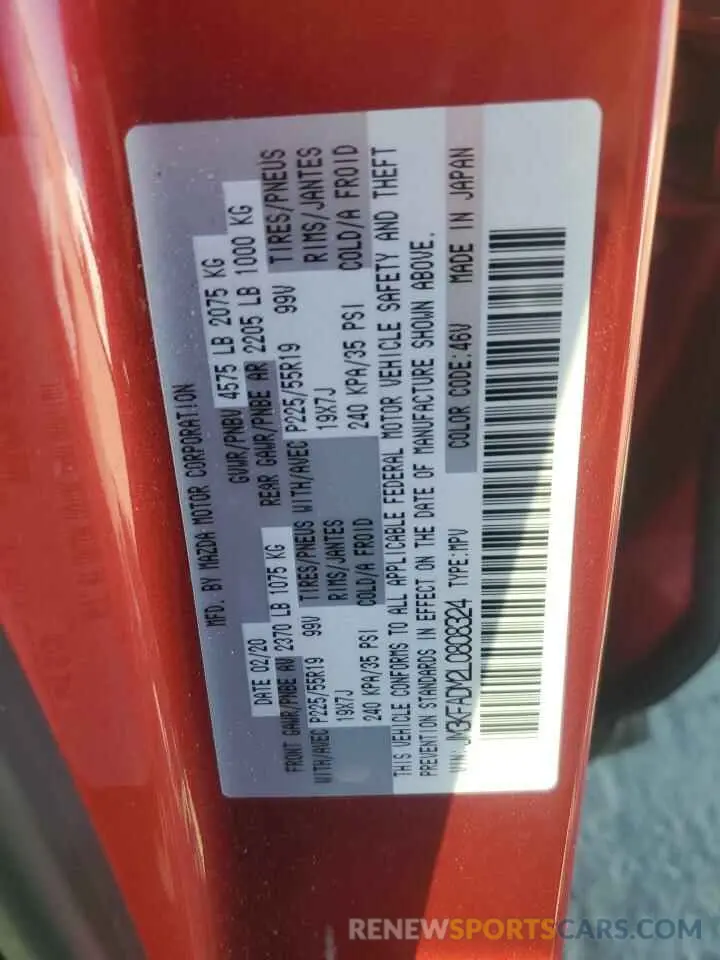 MFD. BY MAZDA MOTOR CORPORATION
DATE 02/20 GVWR/PNBV 4575 LB 2075 KG
FRONT GAWR/PNBE AV 2370 LB 1075 KG REAR GAWR/PNBE AR 2205 LB 1000 KG
WITH/AVEC P225/55R19 99V TIRES/PNEUS WITH/AVEC P225/55R19 99V TIRES/PNEUS
19X7J RIMS/JANTES 19X7J RIMS/JANTES
240 KPA/35 PSI COLD/A FROID 240 KPA/35 PSI COLD/A FROID
THIS VEHICLE CONFORMS TO ALL APPLICABLE FEDERAL MOTOR VEHICLE SAFETY AND THEFT
PREVENTION STANDARDS IN EFFECT ON THE DATE OF MANUFACTURE SHOWN ABOVE.
VIN: JM3KFADM2L0808324 TYPE:MPV COLOR CODE:46V MADE IN JAPAN
RENEWSPORTSCARS.COM